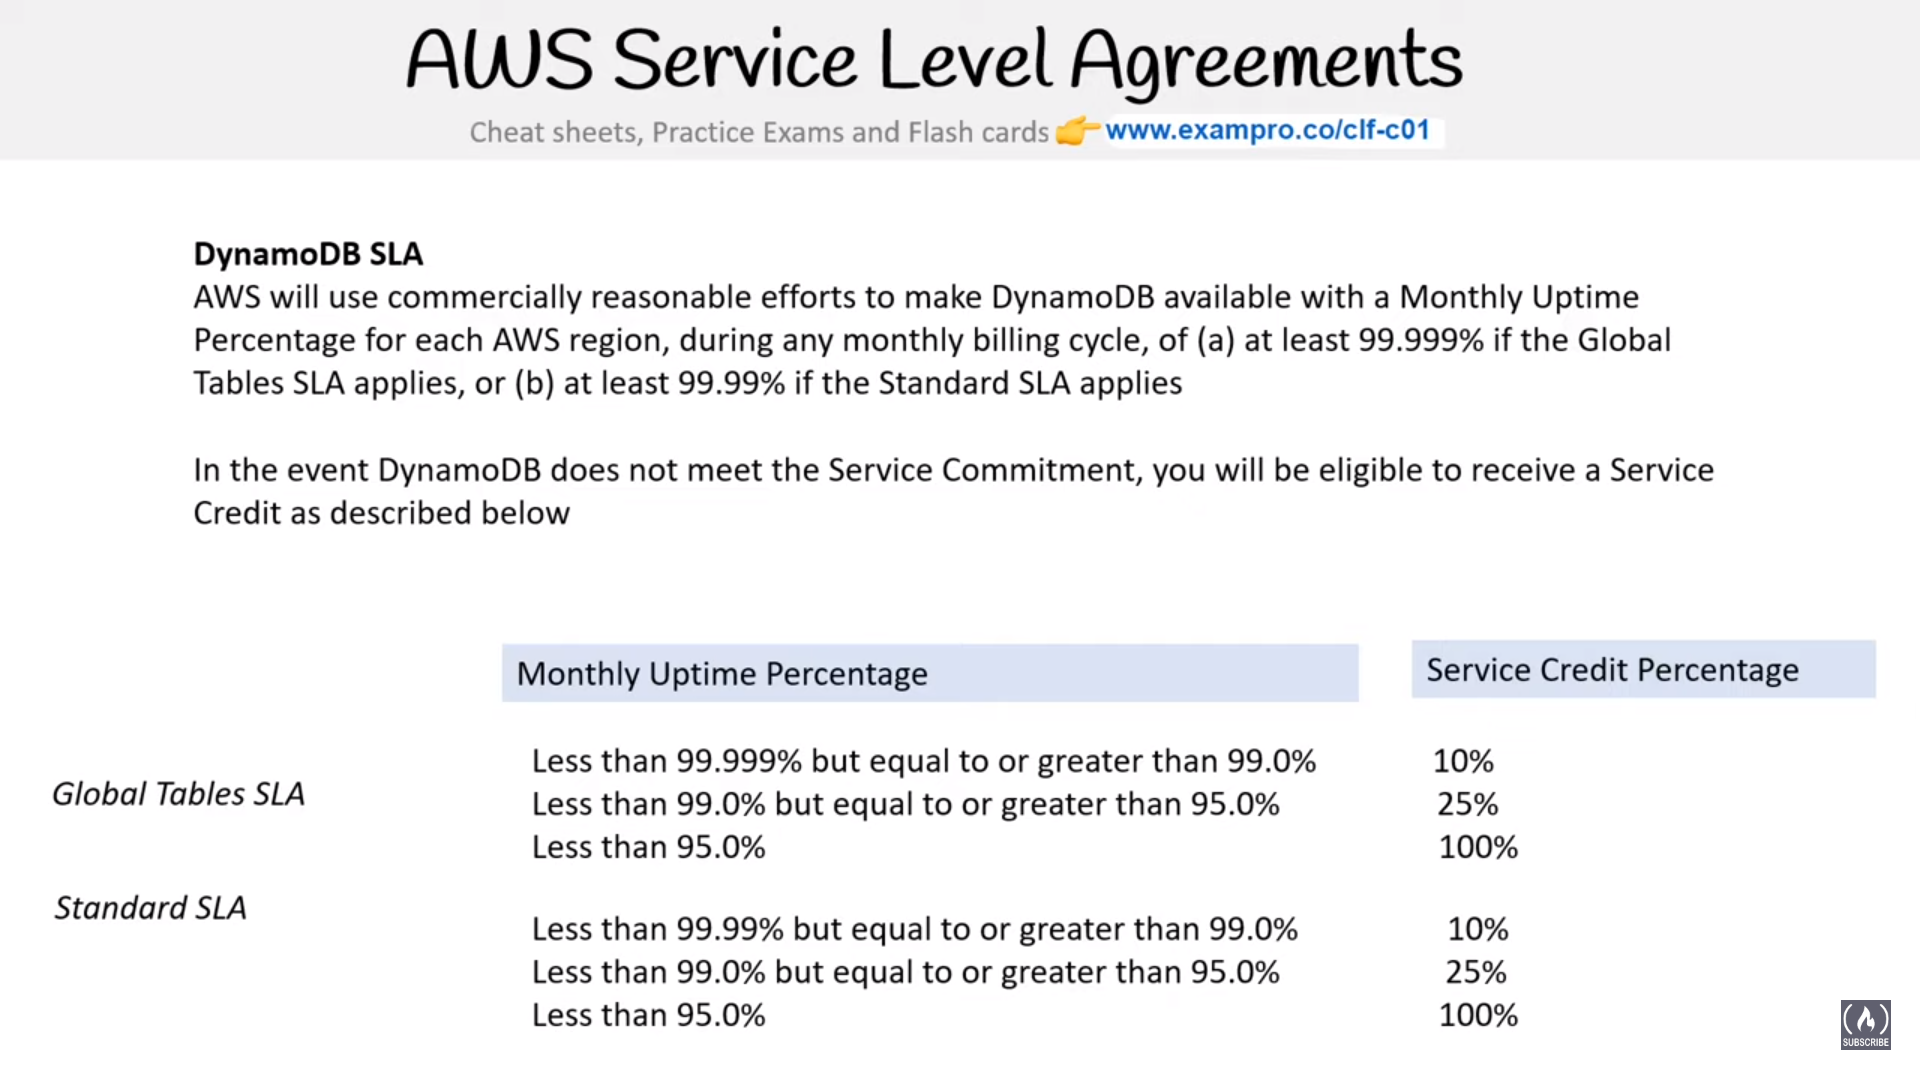 AWS Service Level Agreements
Cheat sheets, Practice Exams and Flash cards 👉 www.exampro.co/clf-c01
DynamoDB SLA
AWS will use commercially reasonable efforts to make DynamoDB available with a Monthly Uptime
Percentage for each AWS region, during any monthly billing cycle, of (a) at least 99.999% if the Global
Tables SLA applies, or (b) at least 99.99% if the Standard SLA applies
In the event DynamoDB does not meet the Service Commitment, you will be eligible to receive a Service
Credit as described below
Monthly Uptime Percentage Service Credit Percentage
Global Tables SLA
Less than 99.999% but equal to or greater than 99.0% 10%
Less than 99.0% but equal to or greater than 95.0% 25%
Less than 95.0% 100%
Standard SLA
Less than 99.99% but equal to or greater than 99.0% 10%
Less than 99.0% but equal to or greater than 95.0% 25%
Less than 95.0% 100%
SUBSCRIBE